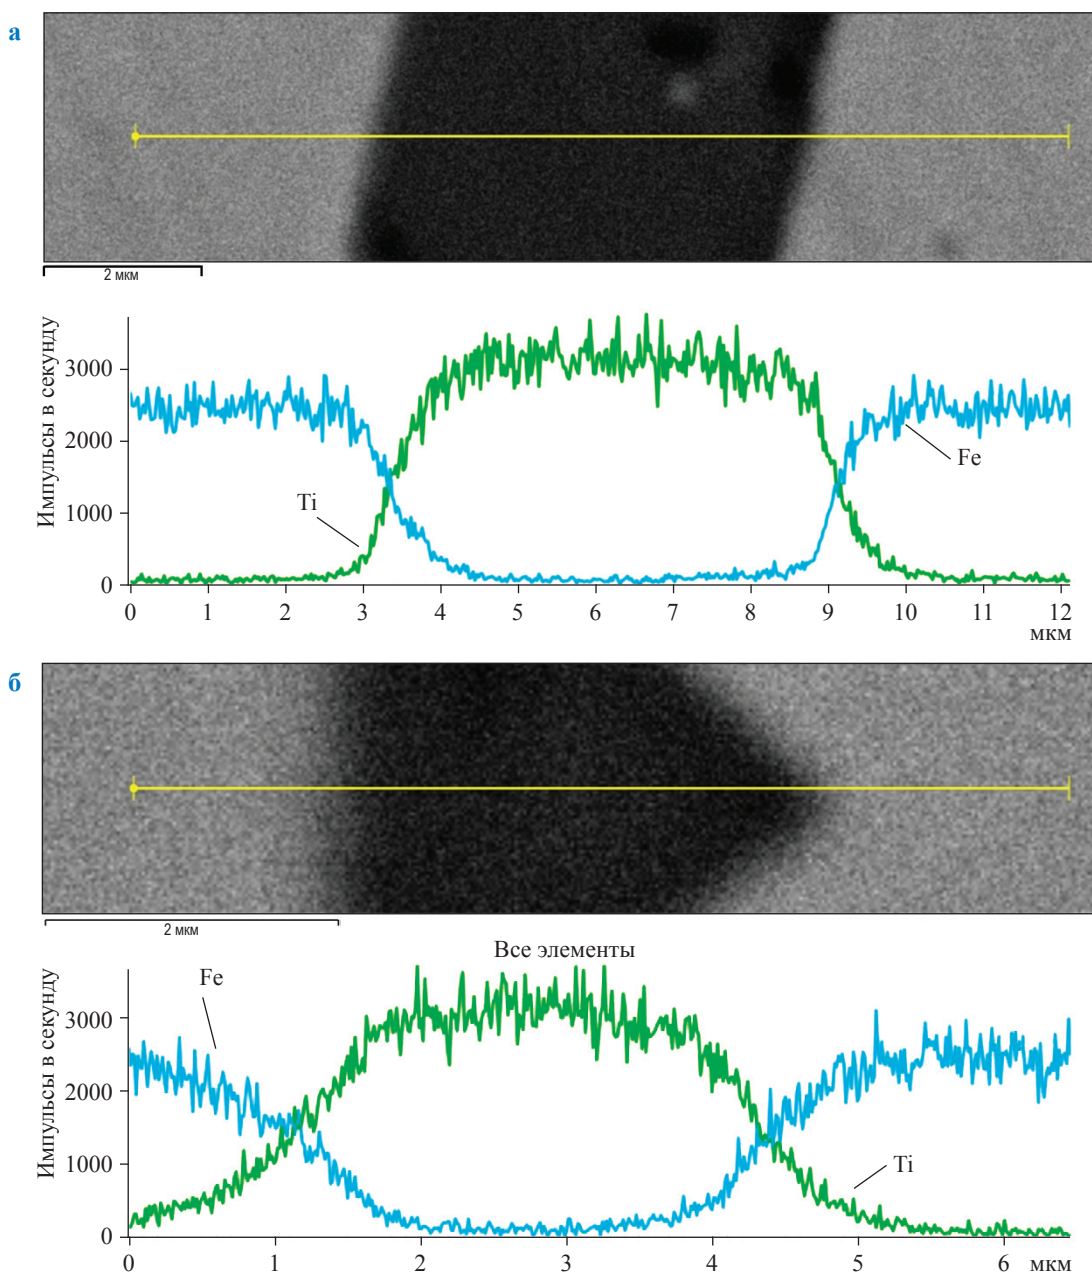 а
2 мкм
Импульсы в секунду
3000
2000
1000
0
Ti
Fe
0 1 2 3 4 5 6 7 8 9 10 11 12
мкм
б
2 мкм
Все элементы
Импульсы в секунду
3000
2000
1000
0
Fe
Ti
0 1 2 3 4 5 6 мкм